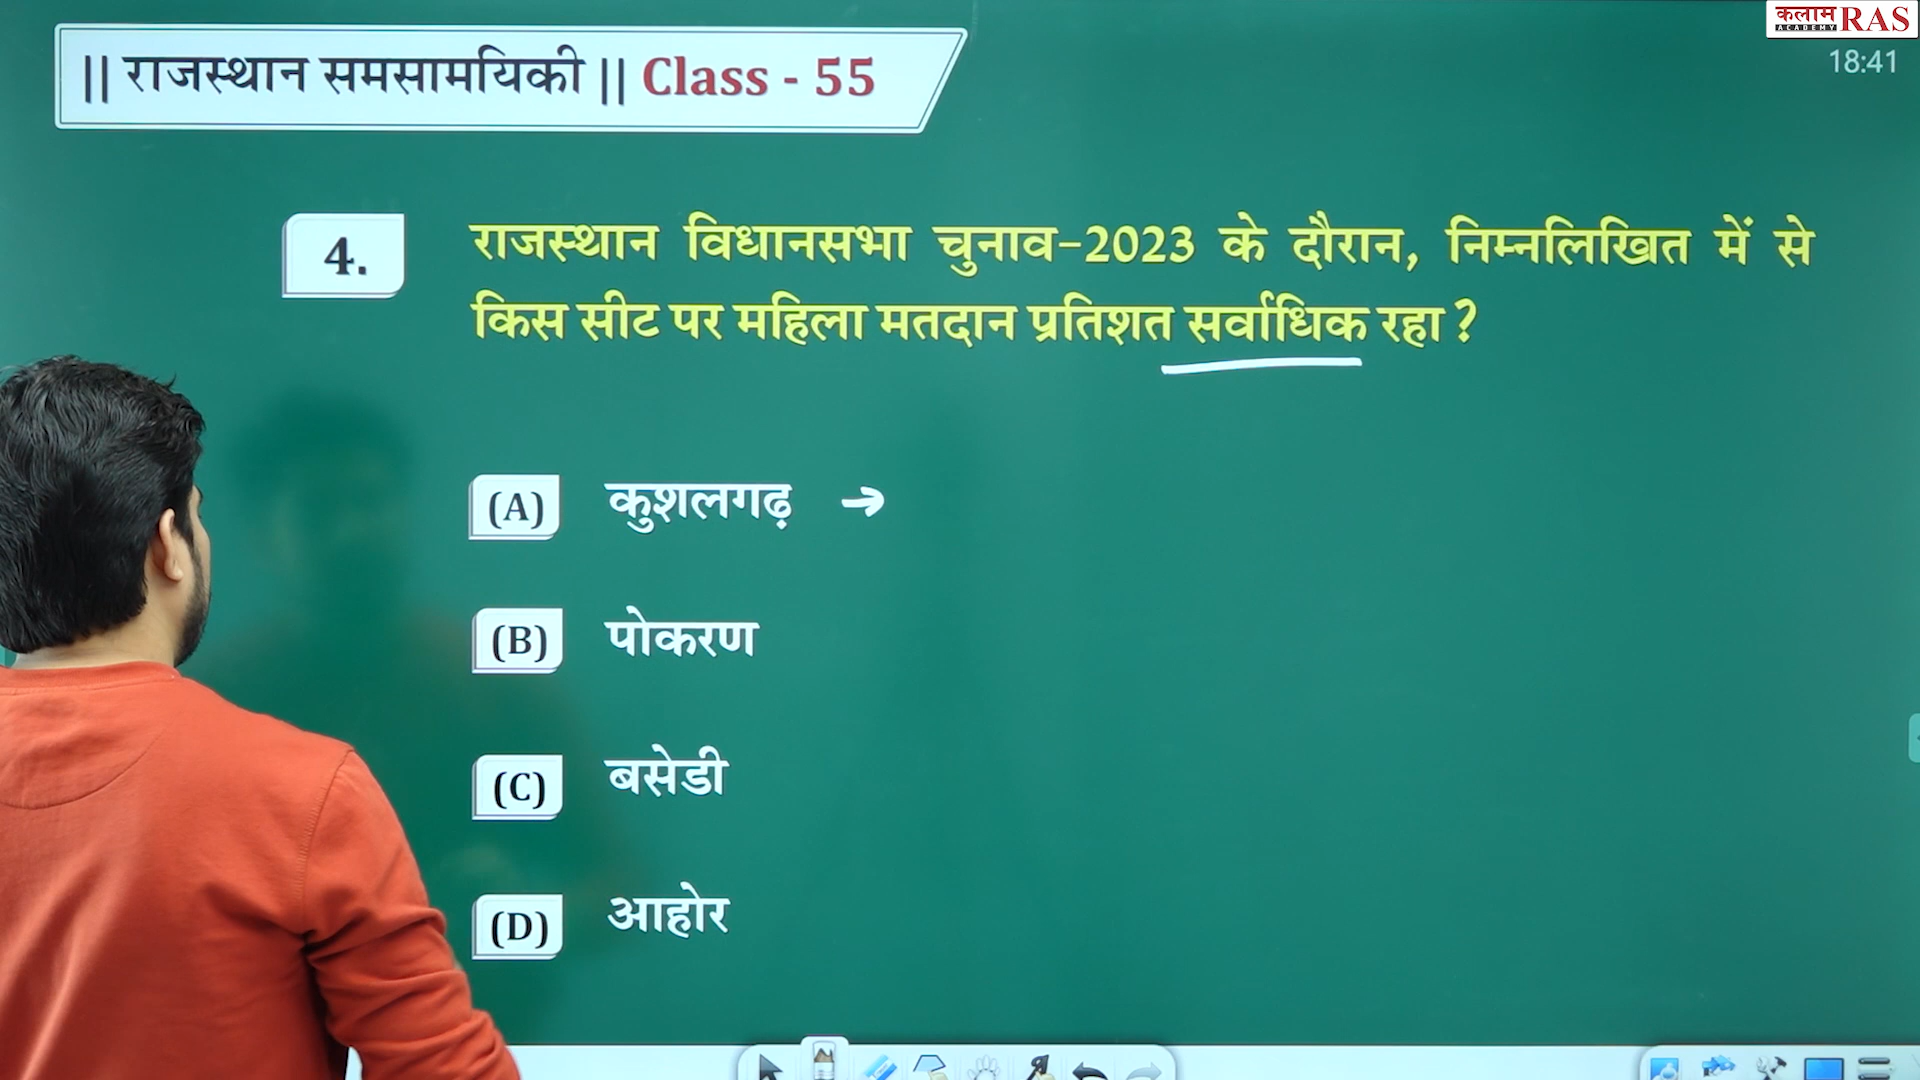 कलाम RAS
ACADEMY
18:41
|| राजस्थान समसामयिकी || Class - 55
4.
राजस्थान विधानसभा चुनाव-2023 के दौरान, निम्नलिखित में से
किस सीट पर महिला मतदान प्रतिशत सर्वाधिक रहा ?
(A) कुशलगढ़ →
(B) पोकरण
(C) बसेडी
(D) आहोर